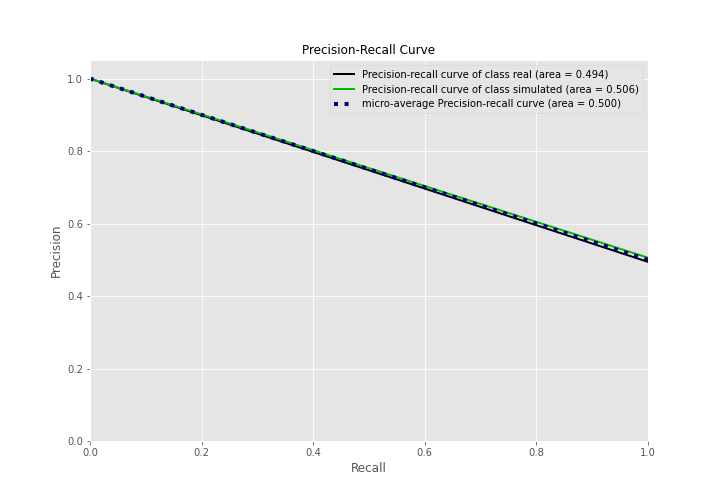 Precision-Recall Curve
Precision-recall curve of class real (area = 0.494)
Precision-recall curve of class simulated (area = 0.506)
micro-average Precision-recall curve (area = 0.500)
1.0
0.8
0.6
0.4
0.2
0.0
Precision
0.0 0.2 0.4 0.6 0.8 1.0
Recall